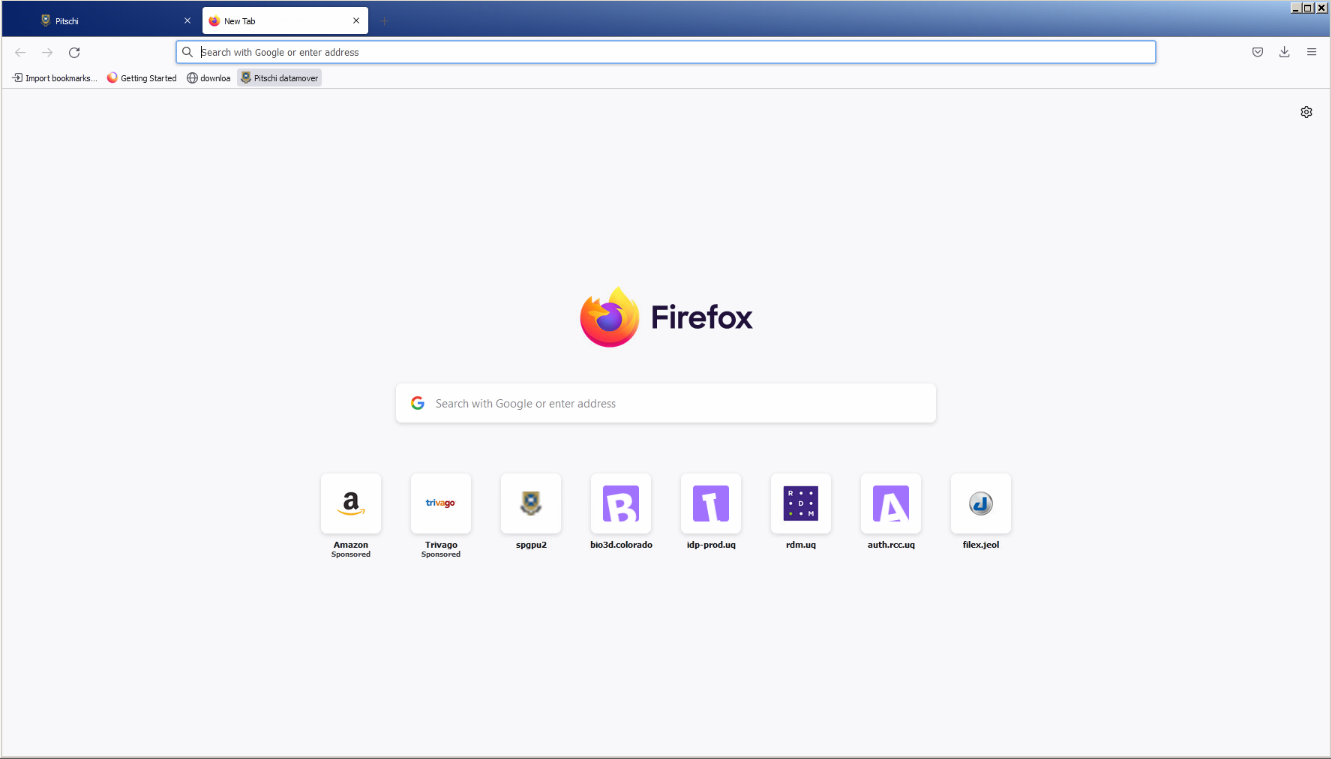 Pitschi
New Tab
Search with Google or enter address
Import bookmarks...
Getting Started
downloa
Pitschi datamover
Firefox
Search with Google or enter address
trivago
R
D
M
Amazon
Sponsored
Trivago
Sponsored
spgpu2
bio3d.colorado
idp-prod.uq
rdm.uq
auth.rcc.uq
filex.jeol